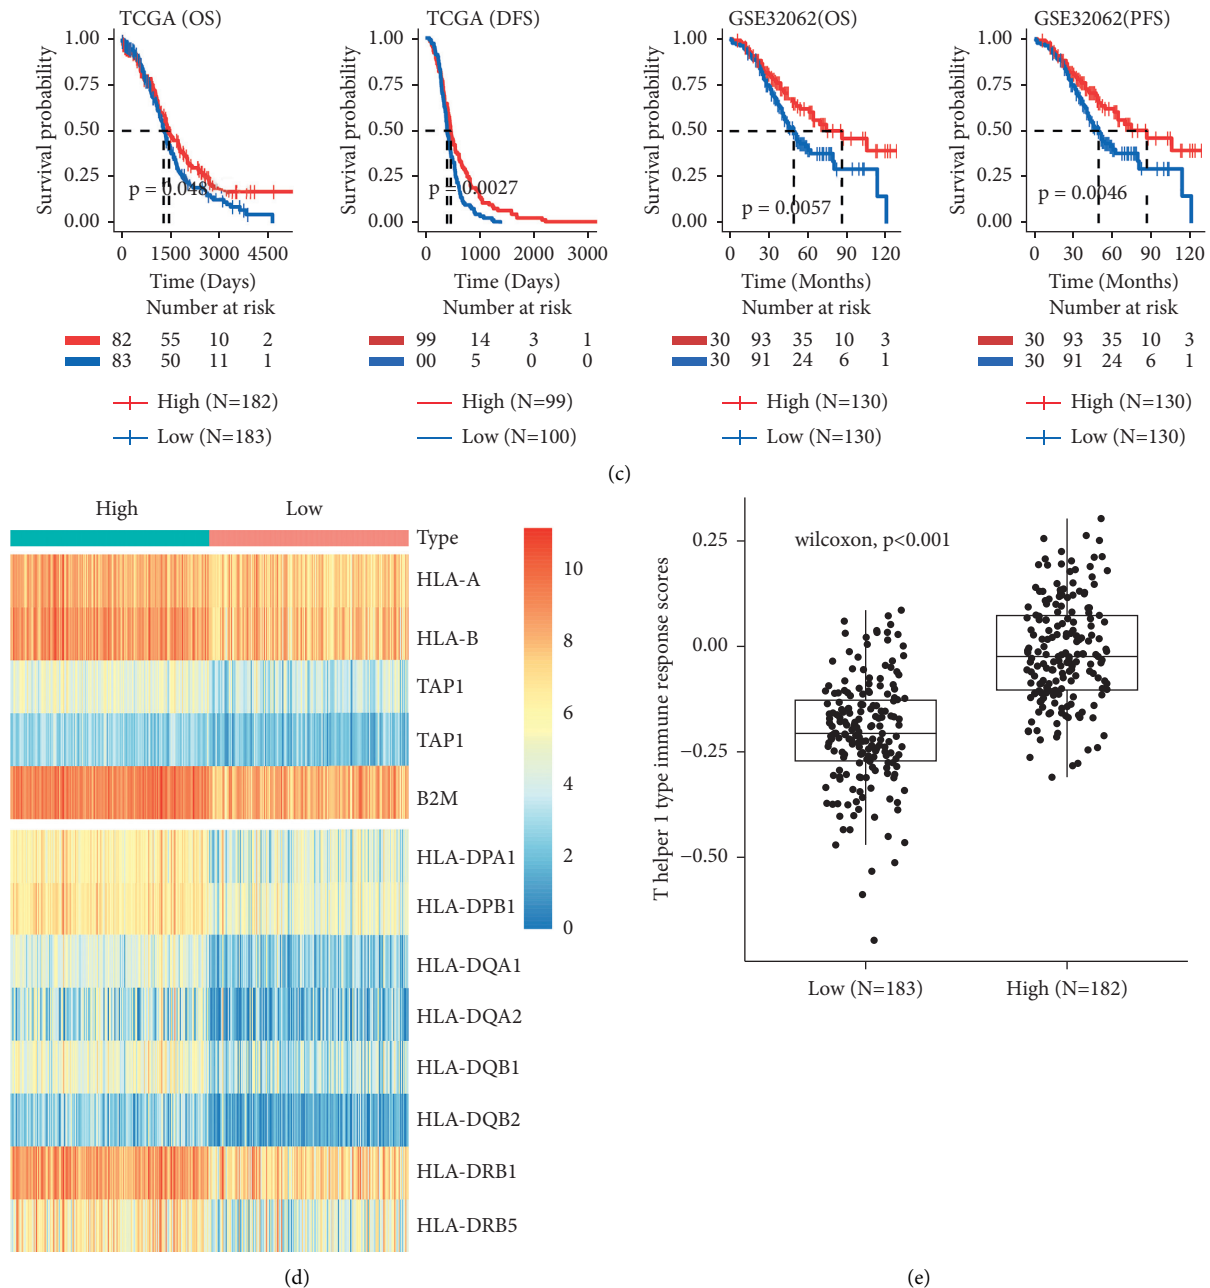 TCGA (OS)
Survival probability
1.00
0.75
0.50
0.25
0.00
p = 0.048
0 1500 3000 4500
Time (Days)
Number at risk
82 55 10 2
83 50 11 1
High (N=182)
Low (N=183)
TCGA (DFS)
Survival probability
1.00
0.75
0.50
0.25
0.00
p = 0.0027
0 1000 2000 3000
Time (Days)
Number at risk
99 14 3 1
00 5 0 0
High (N=99)
Low (N=100)
GSE32062(OS)
Survival probability
1.00
0.75
0.50
0.25
0.00
p = 0.0057
0 30 60 90 120
Time (Months)
Number at risk
30 93 35 10 3
30 91 24 6 1
High (N=130)
Low (N=130)
GSE32062(PFS)
Survival probability
1.00
0.75
0.50
0.25
0.00
p = 0.0046
0 30 60 90 120
Time (Months)
Number at risk
30 93 35 10 3
30 91 24 6 1
High (N=130)
Low (N=130)
(c)
High Low
Type
HLA-A
HLA-B
TAP1
TAP1
B2M
HLA-DPA1
HLA-DPB1
HLA-DQA1
HLA-DQA2
HLA-DQB1
HLA-DQB2
HLA-DRB1
HLA-DRB5
10
8
6
4
2
0
(d)
T helper 1 type immune response scores
0.25
0.00
−0.25
−0.50
wilcoxon, p<0.001
Low (N=183) High (N=182)
(e)